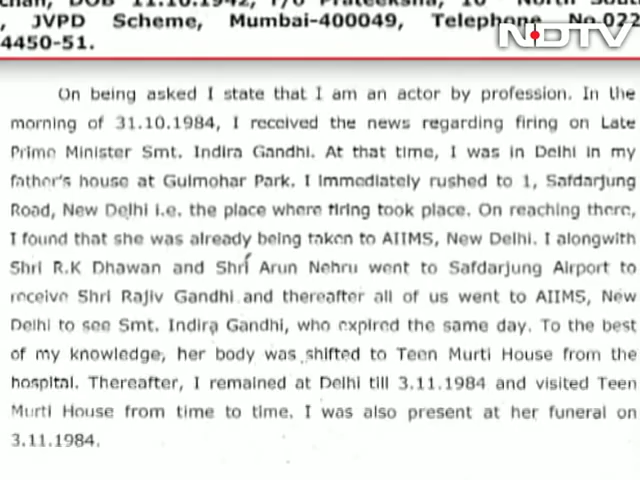 chan, DOB 11.10.1942, r/o Prateeksha, 10 North South
, JVPD Scheme, Mumbai-400049, Telephone No.022
4450-51.
NDTV
On being asked I state that I am an actor by profession. In the
morning of 31.10.1984, I received the news regarding firing on Late
Prime Minister Smt. Indira Gandhi. At that time, I was in Delhi in my
father's house at Gulmohar Park. I immediately rushed to 1, Safdarjung
Road, New Delhi i.e. the place where firing took place. On reaching there,
I found that she was already being taken to AIIMS, New Delhi. I alongwith
Shri R.K Dhawan and Shri Arun Nehru went to Safdarjung Airport to
receive Shri Rajiv Gandhi and thereafter all of us went to AIIMS, New
Delhi to see Smt. Indira Gandhi, who expired the same day. To the best
of my knowledge, her body was shifted to Teen Murti House from the
hospital. Thereafter, I remained at Delhi till 3.11.1984 and visited Teen
Murti House from time to time. I was also present at her funeral on
3.11.1984.